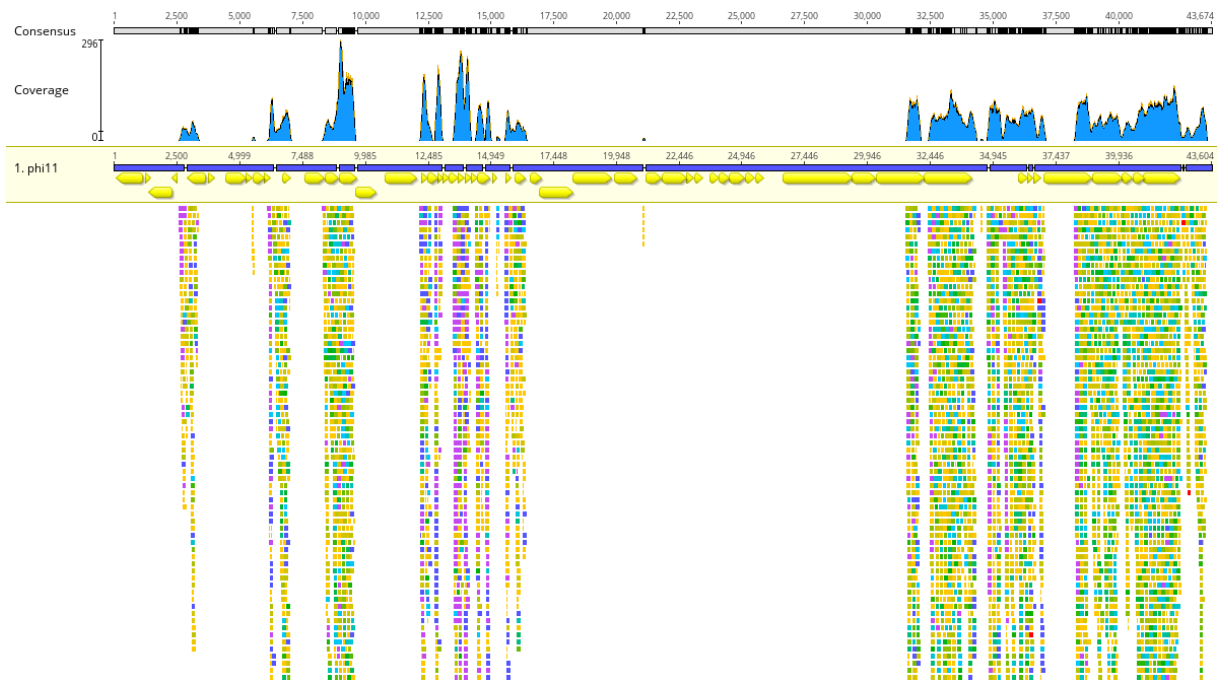 1 2,500 5,000 7,500 10,000 12,500 15,000 17,500 20,000 22,500 25,000 27,500 30,000 32,500 35,000 37,500 40,000 43,674
Consensus
296
Coverage
0
1 2,500 4,999 7,488 9,985 12,485 14,949 17,448 19,948 22,446 24,946 27,446 29,946 32,446 34,945 37,437 39,936 43,604
1. phi11